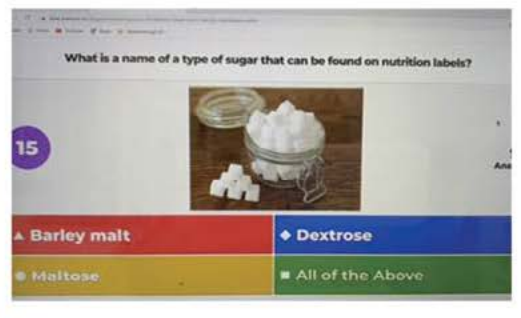 What is a name of a type of sugar that can be found on nutrition labels?
15
Barley malt
Dextrose
Maltose
All of the Above